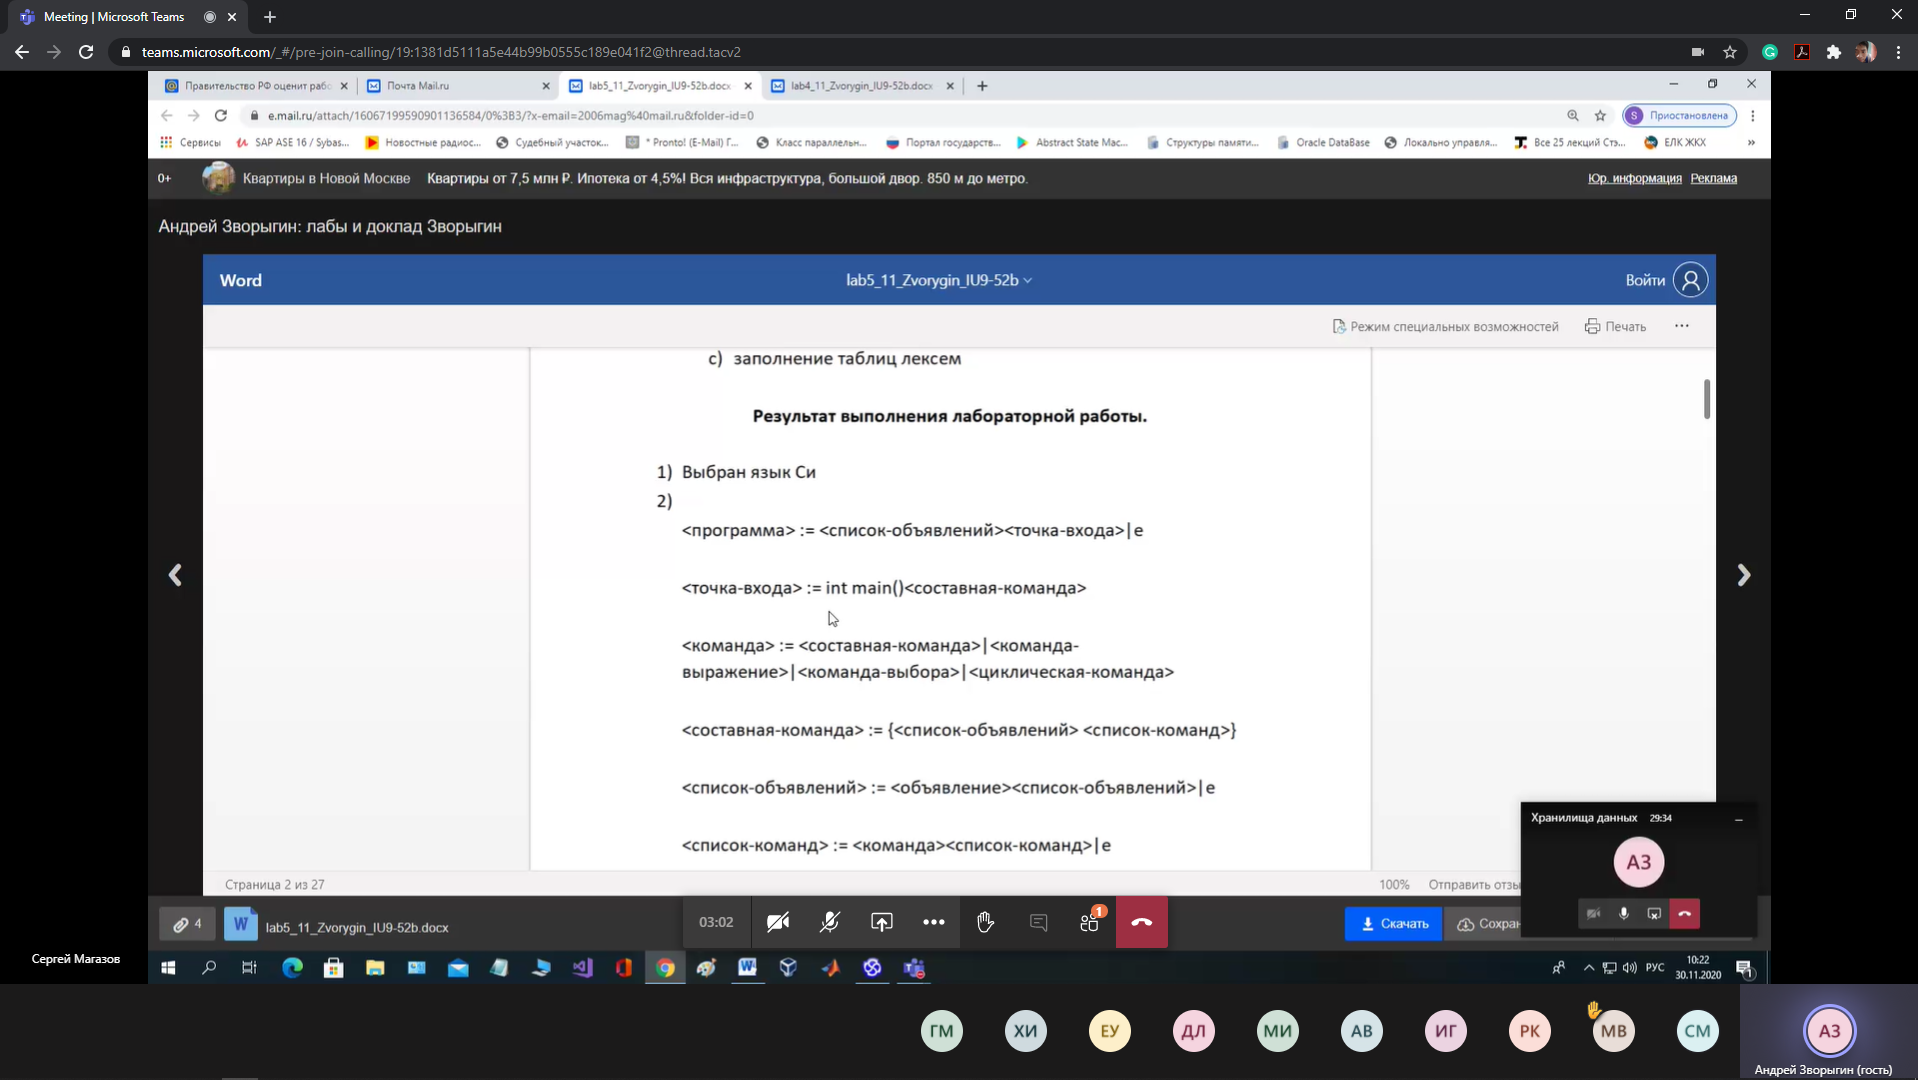 Meeting | Microsoft Teams
teams.microsoft.com/_#/pre-join-calling/19:1381d5111a5e44b99b0555c189e041f2@thread.tacv2
Правительство РФ оценит рабо
Почта Mail.ru
lab5_11_Zvorygin_IU9-52b.docx
lab4_11_Zvorygin_IU9-52b.docx
e.mail.ru/attach/16067199590901136584/0%3B3/?x-email=2006mag%40mail.ru&folder-id=0
S
Приостановлена
Сервисы
SAP ASE 16 / Sybas...
Новостные радиос...
Судебный участок...
* Pronto! (E-Mail) Г...
Класс параллельн...
Портал государств...
Abstract State Mac...
Структуры памяти...
Oracle DataBase
Локально управля...
Все 25 лекций Стэ...
ЕЛК ЖКХ
»
0+
Квартиры в Новой Москве
Квартиры от 7,5 млн ₽. Ипотека от 4,5%! Вся инфраструктура, большой двор. 850 м до метро.
Юр. информация
Реклама
Андрей Зворыгин: лабы и доклад Зворыгин
Word
lab5_11_Zvorygin_IU9-52b
Войти
Режим специальных возможностей
Печать
c) заполнение таблиц лексем
Результат выполнения лабораторной работы.
1) Выбран язык Си
2)
<программа> := <список-объявлений><точка-входа>|e
<точка-входа> := int main()<составная-команда>
<команда> := <составная-команда>|<команда-
выражение>|<команда-выбора>|<циклическая-команда>
<составная-команда> := {<список-объявлений> <список-команд>}
<список-объявлений> := <объявление><список-объявлений>|e
<список-команд> := <команда><список-команд>|e
Хранилища данных
29:34
АЗ
Страница 2 из 27
100%
Отправить отзы
4
W
lab5_11_Zvorygin_IU9-52b.docx
03:02
1
Скачать
Сохран
Сергей Магазов
РУС
10:22
30.11.2020
1
ГМ
ХИ
ЕУ
ДЛ
МИ
АВ
ИГ
РК
МВ
СМ
АЗ
Андрей Зворыгин (гость)